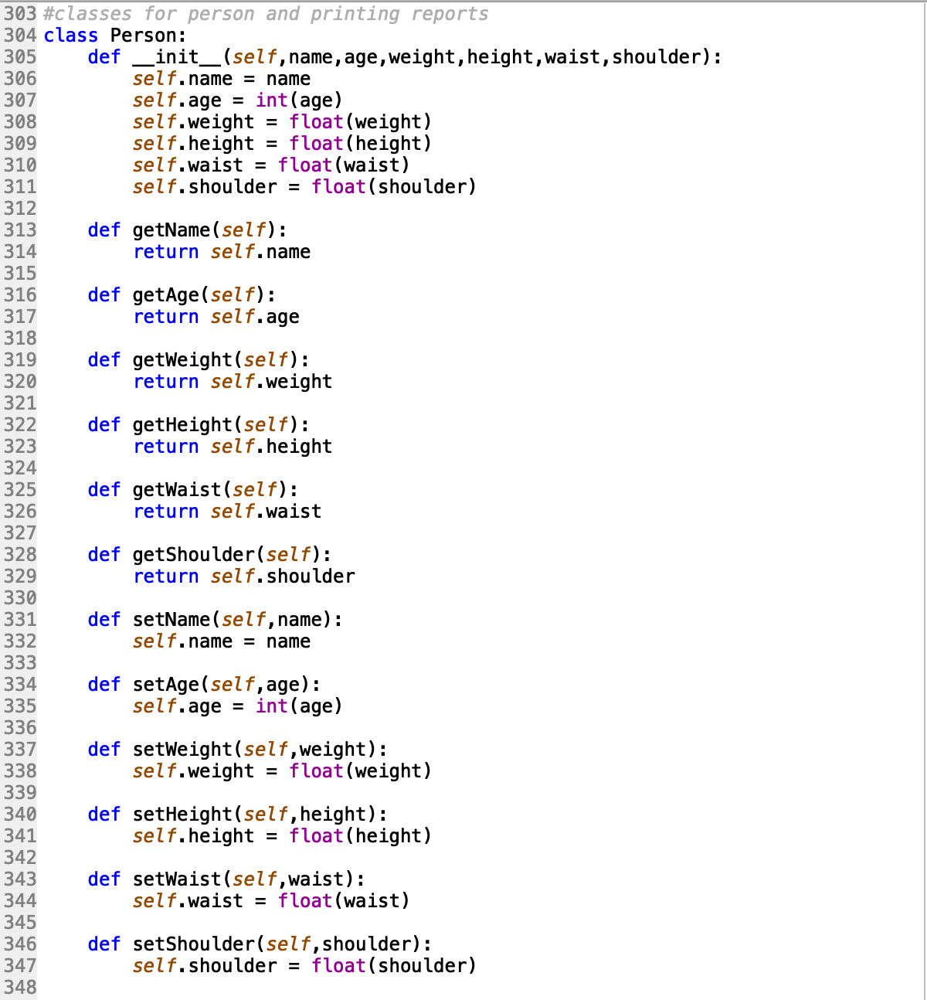 303 #classes for person and printing reports
304 class Person:
305     def __init__(self,name,age,weight,height,waist,shoulder):
306         self.name = name
307         self.age = int(age)
308         self.weight = float(weight)
309         self.height = float(height)
310         self.waist = float(waist)
311         self.shoulder = float(shoulder)
312
313     def getName(self):
314         return self.name
315
316     def getAge(self):
317         return self.age
318
319     def getWeight(self):
320         return self.weight
321
322     def getHeight(self):
323         return self.height
324
325     def getWaist(self):
326         return self.waist
327
328     def getShoulder(self):
329         return self.shoulder
330
331     def setName(self,name):
332         self.name = name
333
334     def setAge(self,age):
335         self.age = int(age)
336
337     def setWeight(self,weight):
338         self.weight = float(weight)
339
340     def setHeight(self,height):
341         self.height = float(height)
342
343     def setWaist(self,waist):
344         self.waist = float(waist)
345
346     def setShoulder(self,shoulder):
347         self.shoulder = float(shoulder)
348